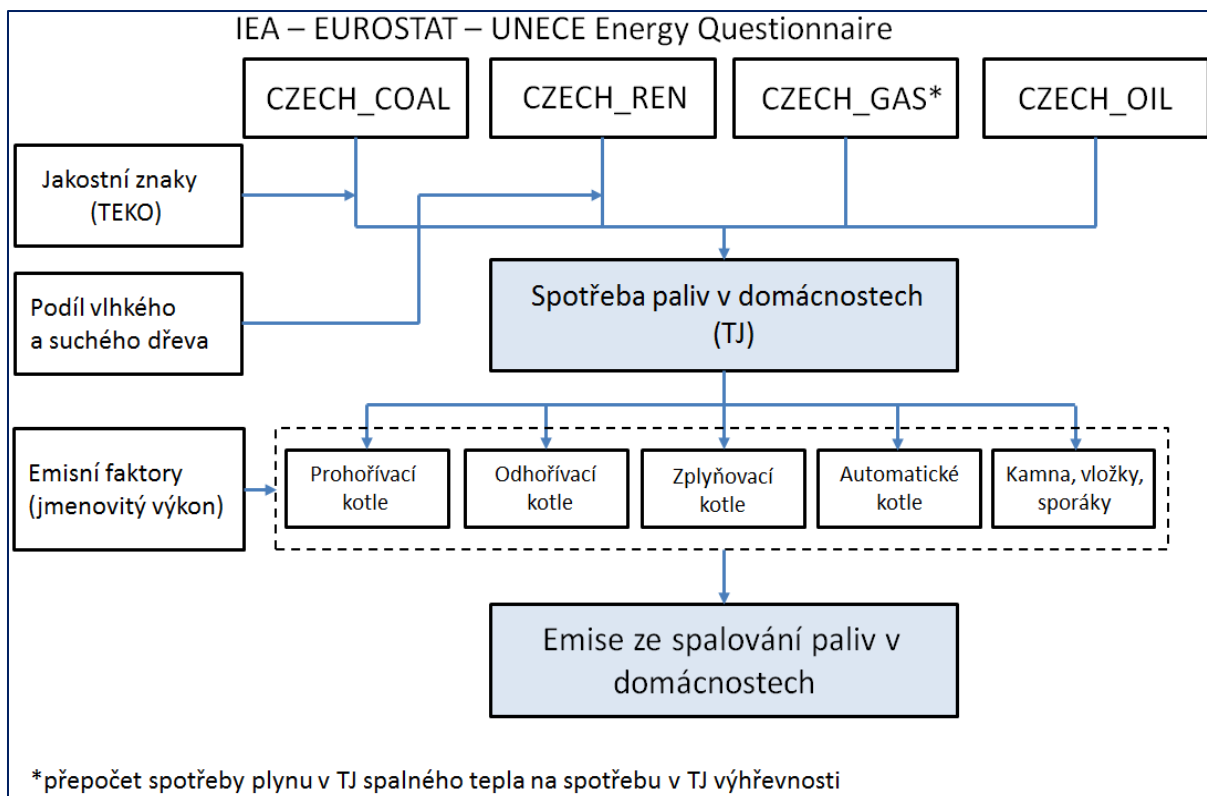 IEA – EUROSTAT – UNECE Energy Questionnaire
CZECH_COAL
CZECH_REN
CZECH_GAS*
CZECH_OIL
Jakostní znaky
(TEKO)
Podíl vlhkého
a suchého dřeva
Spotřeba paliv v domácnostech
(TJ)
Emisní faktory
(jmenovitý výkon)
Prohořívací
kotle
Odhořívací
kotle
Zplyňovací
kotle
Automatické
kotle
Kamna, vložky,
sporáky
Emise ze spalování paliv v
domácnostech
*přepočet spotřeby plynu v TJ spalného tepla na spotřebu v TJ výhřevnosti